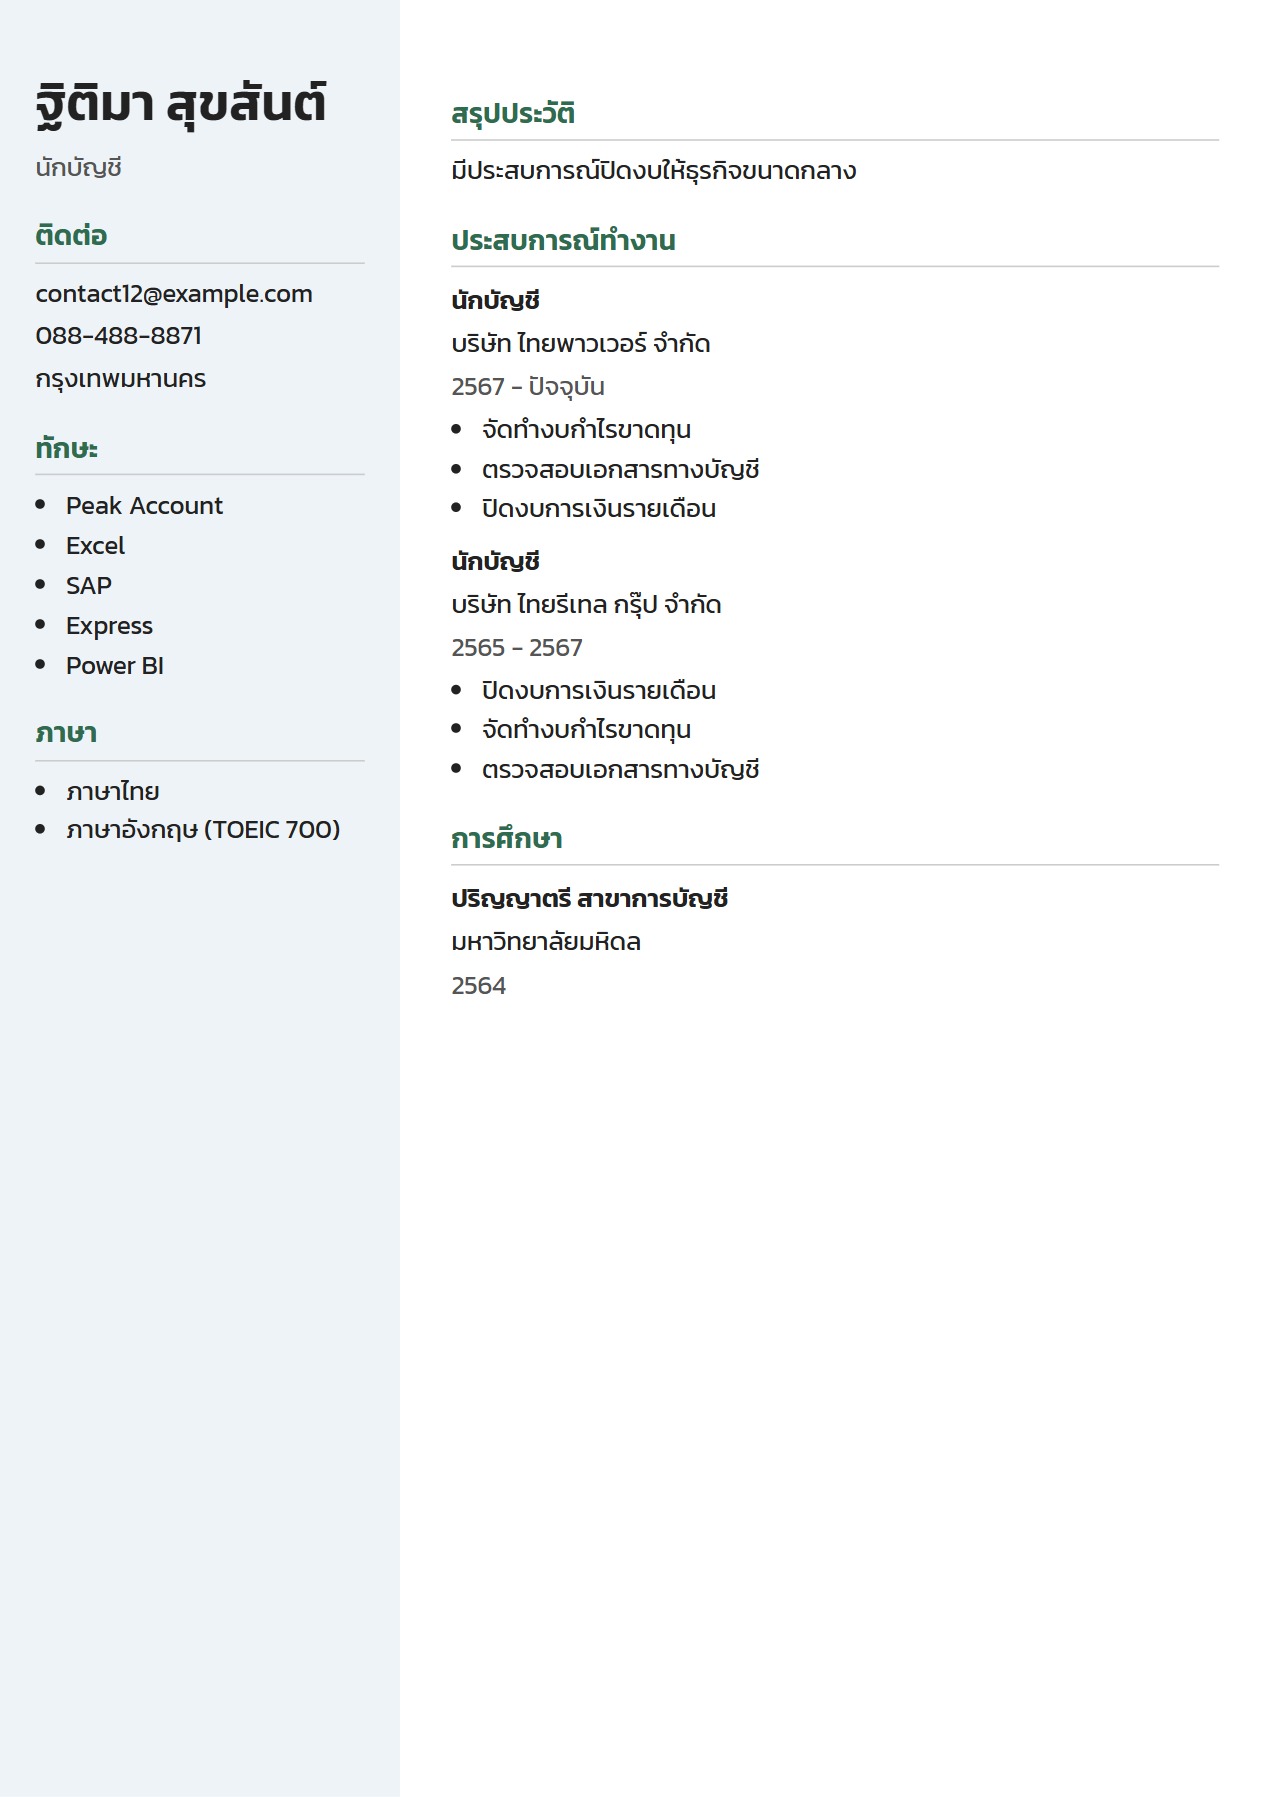 ฐิติมา สุขสันต์
นักบัญชี
ติดต่อ
contact12@example.com
088-488-8871
กรุงเทพมหานคร
ทักษะ
• Peak Account
• Excel
• SAP
• Express
• Power BI
ภาษา
• ภาษาไทย
• ภาษาอังกฤษ (TOEIC 700)
สรุปประวัติ
มีประสบการณ์ปิดงบให้ธุรกิจขนาดกลาง
ประสบการณ์ทำงาน
นักบัญชี
บริษัท ไทยพาวเวอร์ จำกัด
2567 - ปัจจุบัน
• จัดทำงบกำไรขาดทุน
• ตรวจสอบเอกสารทางบัญชี
• ปิดงบการเงินรายเดือน
นักบัญชี
บริษัท ไทยรีเทล กรุ๊ป จำกัด
2565 - 2567
• ปิดงบการเงินรายเดือน
• จัดทำงบกำไรขาดทุน
• ตรวจสอบเอกสารทางบัญชี
การศึกษา
ปริญญาตรี สาขาการบัญชี
มหาวิทยาลัยมหิดล
2564